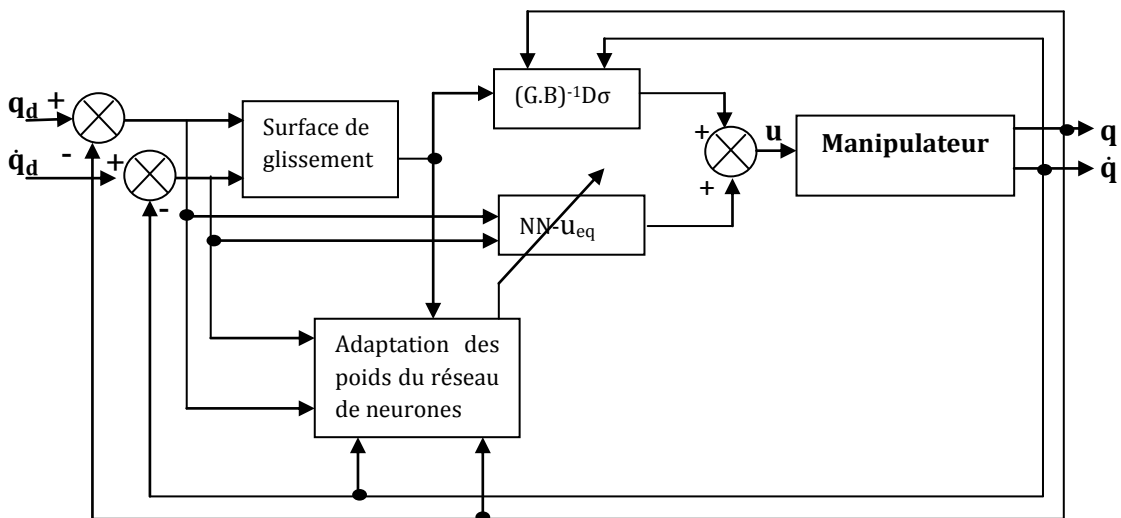 q_d +
-
q̇_d +
-
Surface de
glissement
(G.B)⁻¹Dσ
NN-u_eq
+
+
u
Manipulateur
q
q̇
Adaptation des
poids du réseau
de neurones